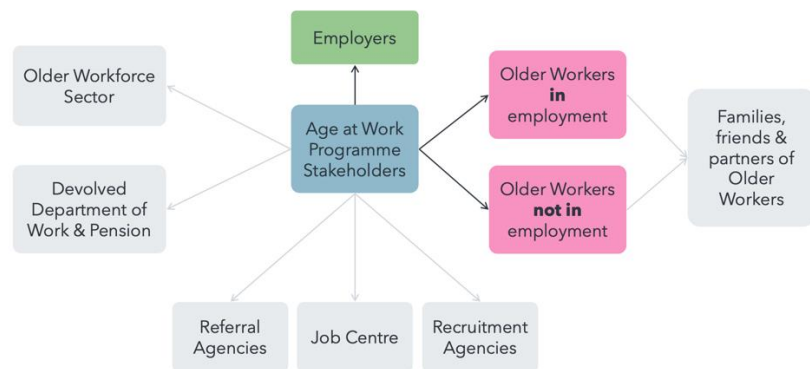 Employers
Older Workforce
Sector
Age at Work
Programme
Stakeholders
Older Workers
in
employment
Families,
friends &
partners of
Older
Workers
Devolved
Department of
Work & Pension
Older Workers
not in
employment
Referral
Agencies
Job Centre
Recruitment
Agencies